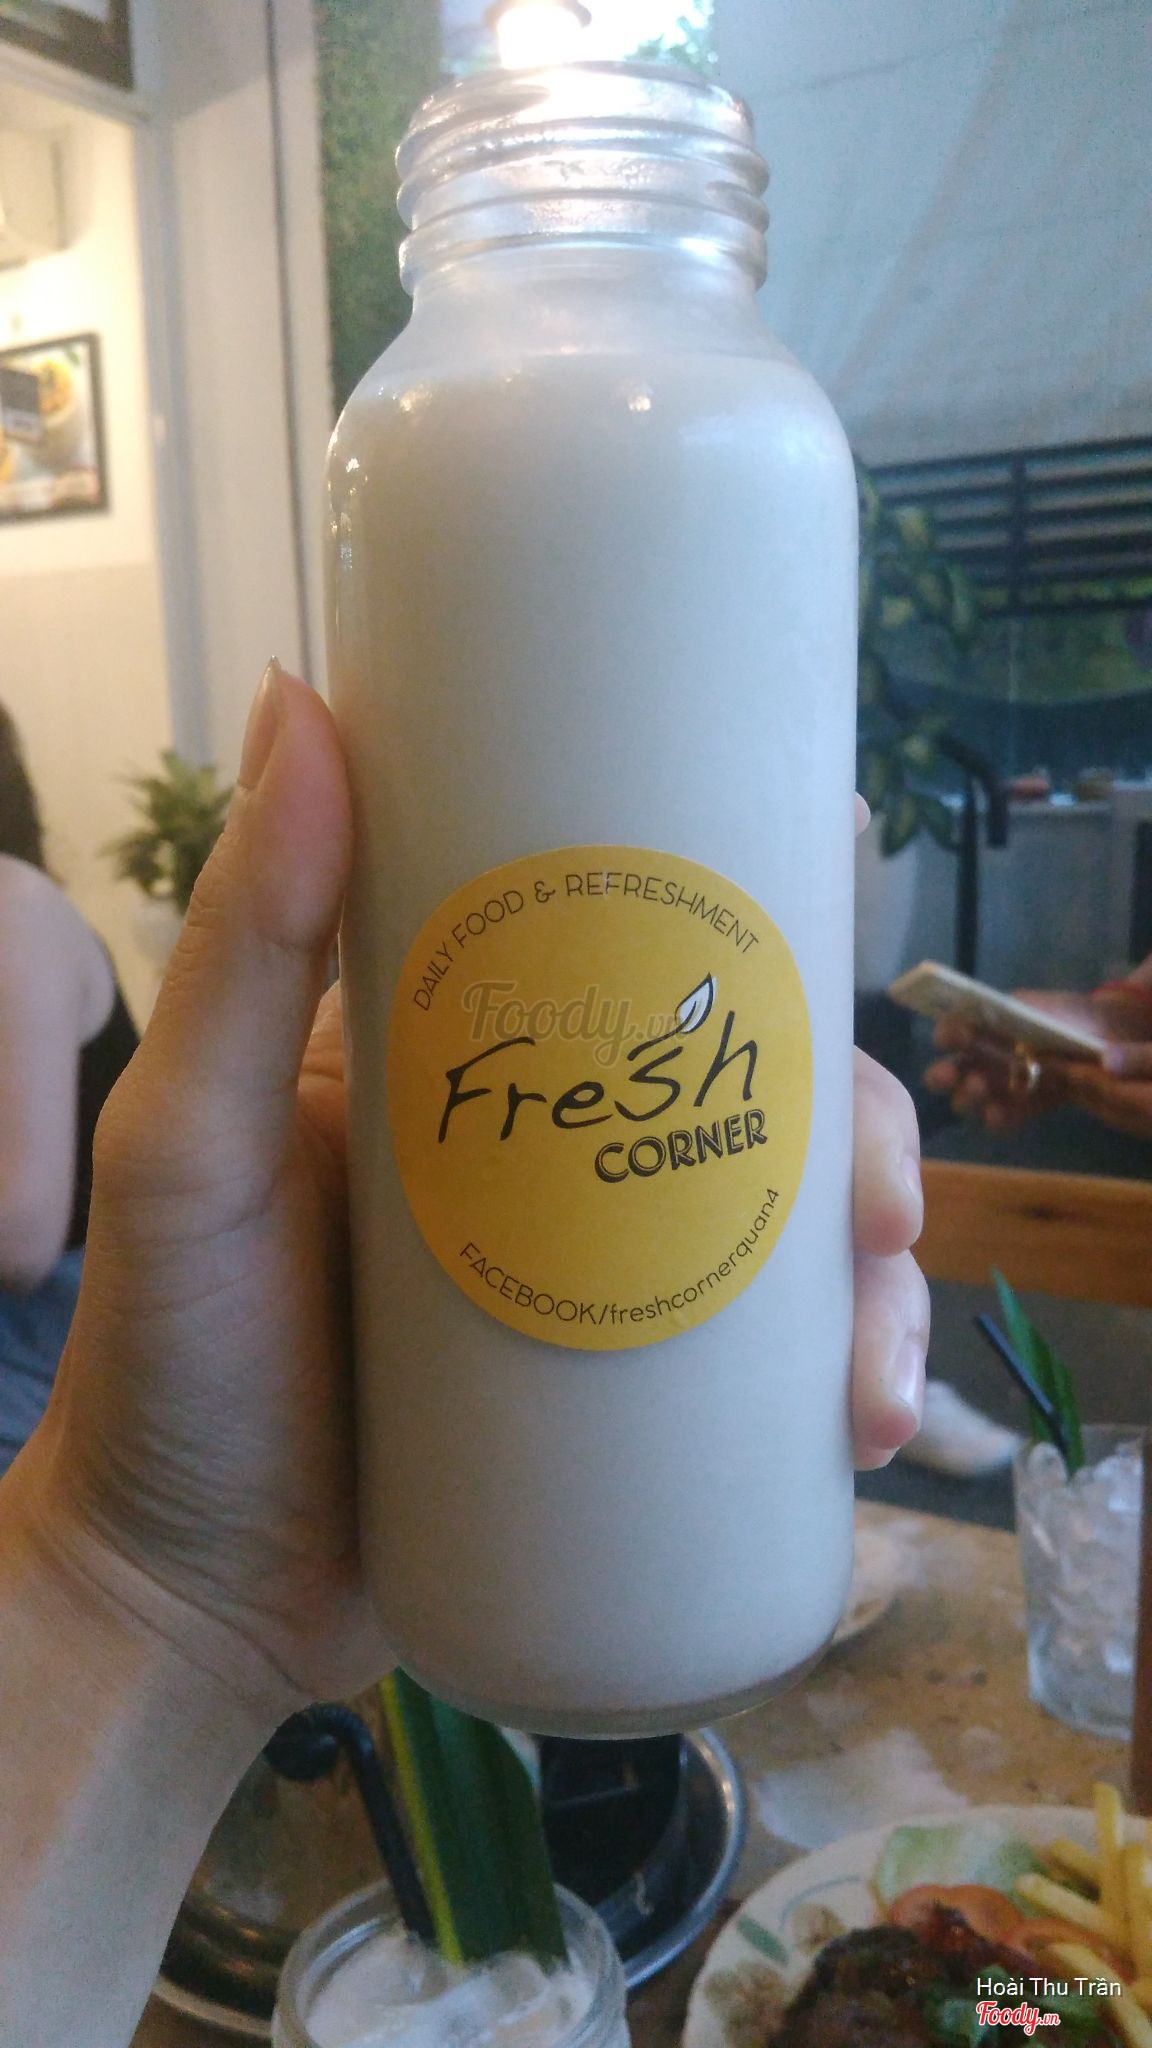 DAILY FOOD & REFRESHMENT
Foody.vn
Fresh
CORNER
FACEBOOK/freshcornerquan4
Hoài Thu Trần
Foody.vn